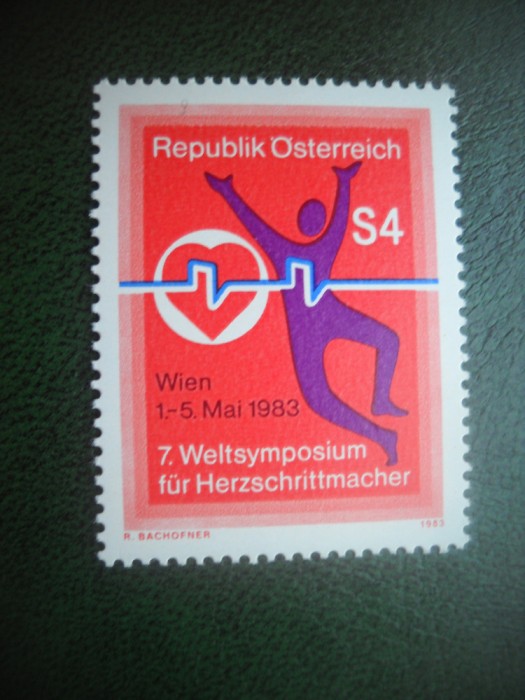 Republik Österreich
S4
Wien
1.–5. Mai 1983
7. Weltsymposium
für Herzschrittmacher
R. BACHOFNER
1983